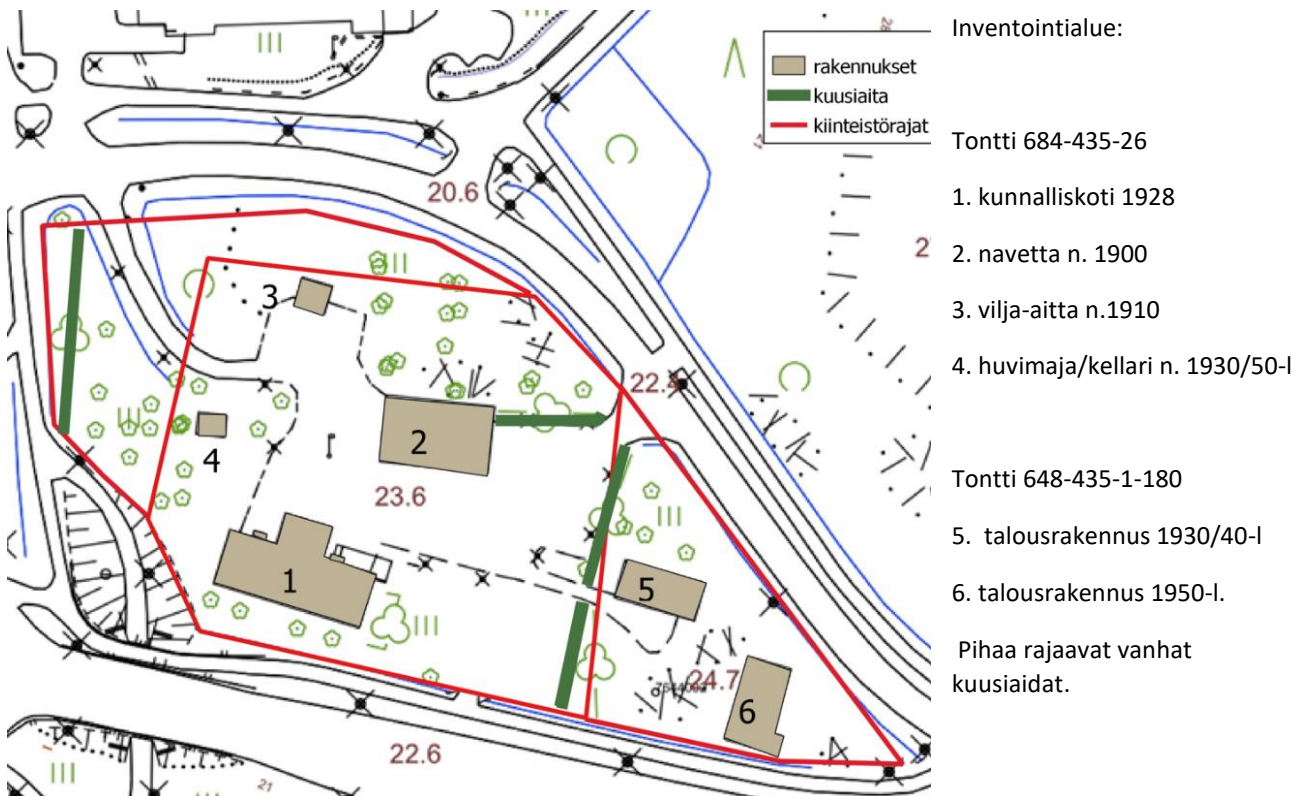 rakennukset
kuusiaita
kiinteistörajat
28
20.6
3
22.4
2
4
23.6
1
5
24.7
6
22.6
21
Inventointialue:
Tontti 684-435-26
1. kunnalliskoti 1928
2. navetta n. 1900
3. vilja-aitta n.1910
4. huvimaja/kellari n. 1930/50-l
Tontti 648-435-1-180
5. talousrakennus 1930/40-l
6. talousrakennus 1950-l.
Pihaa rajaavat vanhat
kuusiaidat.